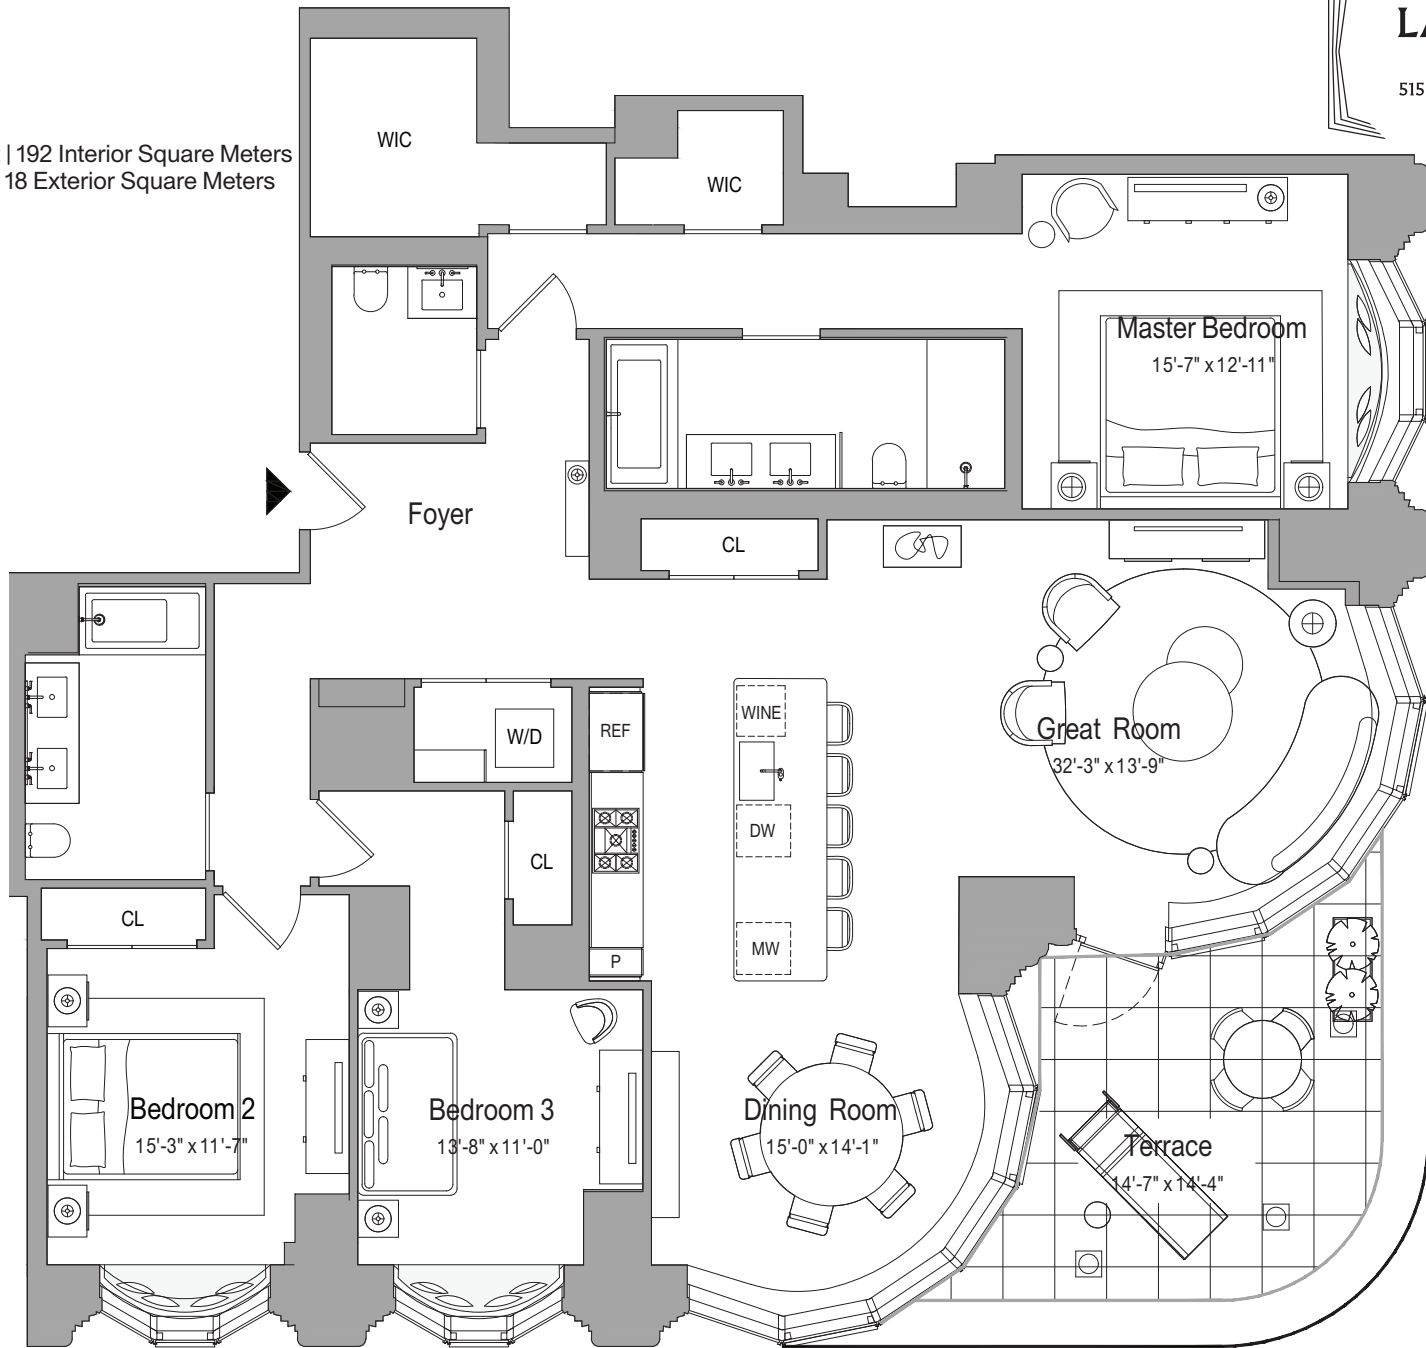 515
| 192 Interior Square Meters
18 Exterior Square Meters
WIC
WIC
Master Bedroom
15'-7" x 12'-11"
Foyer
CL
WINE
REF
W/D
Great Room
32'-3" x 13'-9"
DW
CL
CL
MW
P
Bedroom 2
15'-3" x 11'-7"
Bedroom 3
13'-8" x 11'-0"
Dining Room
15'-0" x 14'-1"
Terrace
14'-7" x 14'-4"